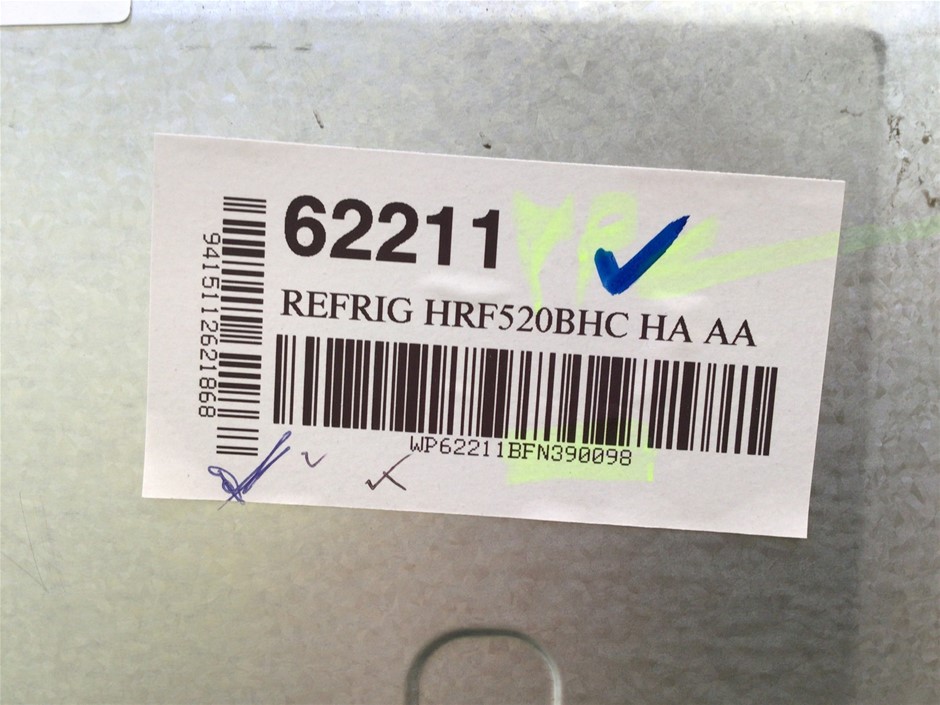 62211
REFRIG HRF520BHC HA AA
WP62211BFN390098
9415112621868